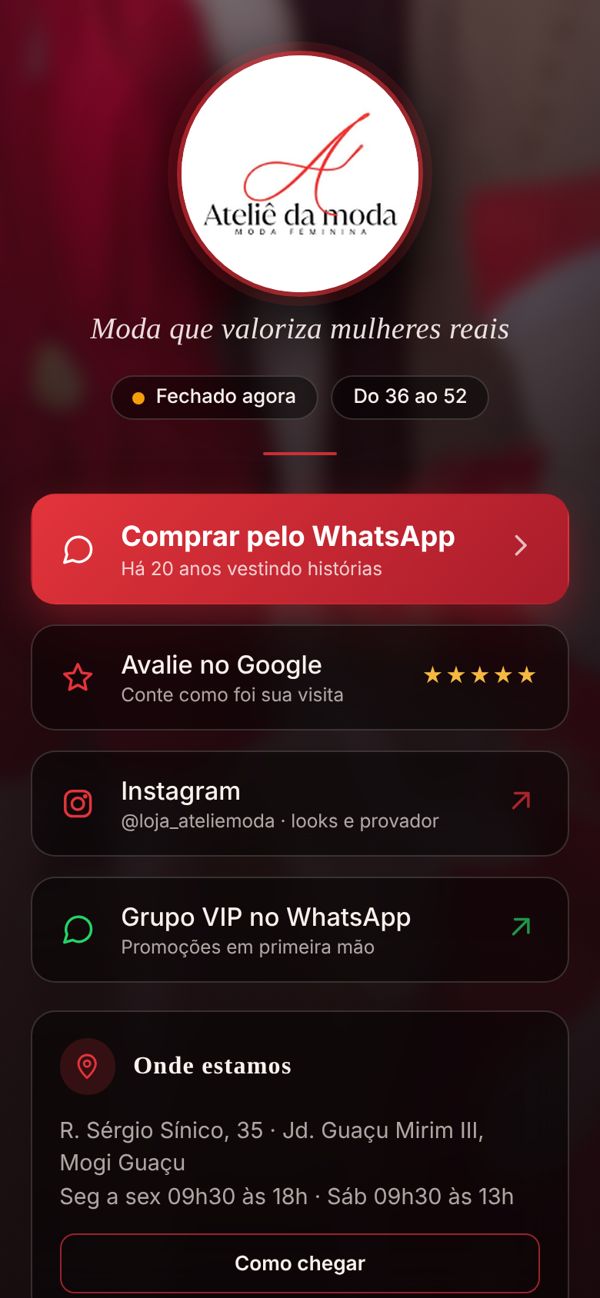 A
Ateliê da moda
MODA FEMININA
Moda que valoriza mulheres reais
Fechado agora
Do 36 ao 52
Comprar pelo WhatsApp
Há 20 anos vestindo histórias
Avalie no Google
Conte como foi sua visita
★★★★★
Instagram
@loja_ateliemoda · looks e provador
Grupo VIP no WhatsApp
Promoções em primeira mão
Onde estamos
R. Sérgio Sínico, 35 · Jd. Guaçu Mirim III,
Mogi Guaçu
Seg a sex 09h30 às 18h · Sáb 09h30 às 13h
Como chegar